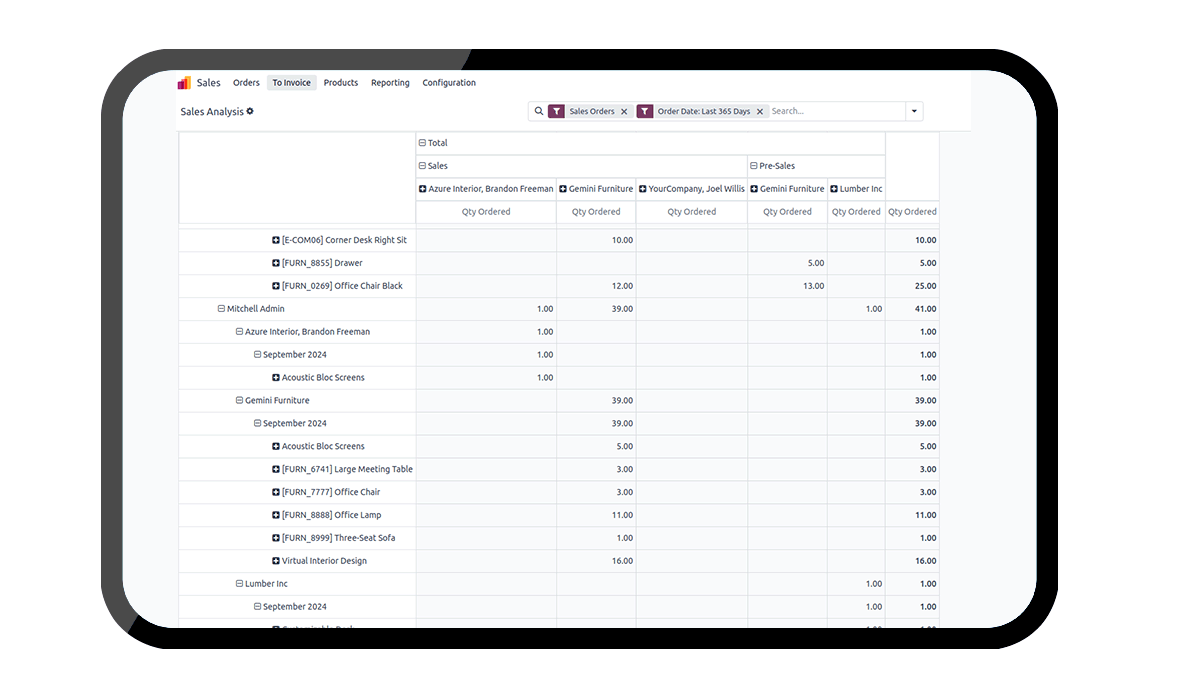 Sales Orders To Invoice Products Reporting Configuration
Sales Analysis Sales Orders Order Date: Last 365 Days Search...
Total
Sales Pre-Sales
Azure Interior, Brandon Freeman Gemini Furniture YourCompany, Joel Willis Gemini Furniture Lumber Inc
Qty Ordered Qty Ordered Qty Ordered Qty Ordered Qty Ordered Qty Ordered
[E-COM06] Corner Desk Right Sit 10.00 10.00
[FURN_8855] Drawer 5.00 5.00
[FURN_0269] Office Chair Black 12.00 13.00 25.00
Mitchell Admin 1.00 39.00 1.00 41.00
Azure Interior, Brandon Freeman 1.00 1.00
September 2024 1.00 1.00
Acoustic Bloc Screens 1.00 1.00
Gemini Furniture 39.00 39.00
September 2024 39.00 39.00
Acoustic Bloc Screens 5.00 5.00
[FURN_6741] Large Meeting Table 3.00 3.00
[FURN_7777] Office Chair 3.00 3.00
[FURN_8888] Office Lamp 11.00 11.00
[FURN_8999] Three-Seat Sofa 1.00 1.00
Virtual Interior Design 16.00 16.00
Lumber Inc 1.00 1.00
September 2024 1.00 1.00